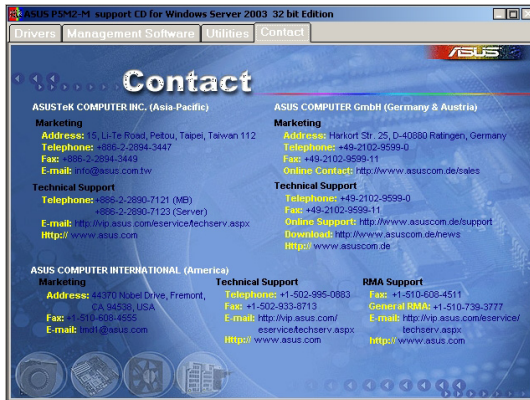 ASUS P5M2-M support CD for Windows Server 2003 32 bit Edition
Drivers Management Software Utilities Contact
ASUS
Contact
ASUSTeK COMPUTER INC. (Asia-Pacific)
Marketing
Address: 15, Li-Te Road, Peitou, Taipei, Taiwan 112
Telephone: +886-2-2894-3447
Fax: +886-2-2894-3449
E-mail: info@asus.com.tw
Technical Support
Telephone: +886-2-2890-7121 (MB)
+886-2-2890-7123 (Server)
E-mail: http://vip.asus.com/eservice/techserv.aspx
Http:// www.asus.com
ASUS COMPUTER GmbH (Germany & Austria)
Marketing
Address: Harkort Str. 25, D-40880 Ratingen, Germany
Telephone: +49-2102-9599-0
Fax: +49-2102-9599-11
Online Contact: http://www.asuscom.de/sales
Technical Support
Telephone: +49-2102-9599-0
Fax: +49-2102-9599-11
Online Support: http://www.asuscom.de/support
Download: http://www.asuscom.de/news
Http:// www.asuscom.de
ASUS COMPUTER INTERNATIONAL (America)
Marketing
Address: 44370 Nobel Drive, Fremont,
CA 94538, USA
Fax: +1-510-608-4555
E-mail: tmd1@asus.com
Technical Support
Telephone: +1-502-995-0883
Fax: +1-502-933-8713
E-mail: http://vip.asus.com/
eservice/techserv.aspx
Http:// www.asus.com
RMA Support
Fax: +1-510-608-4511
General RMA: +1-510-739-3777
E-mail: http://vip.asus.com/eservice/
techserv.aspx
http:// www.asus.com